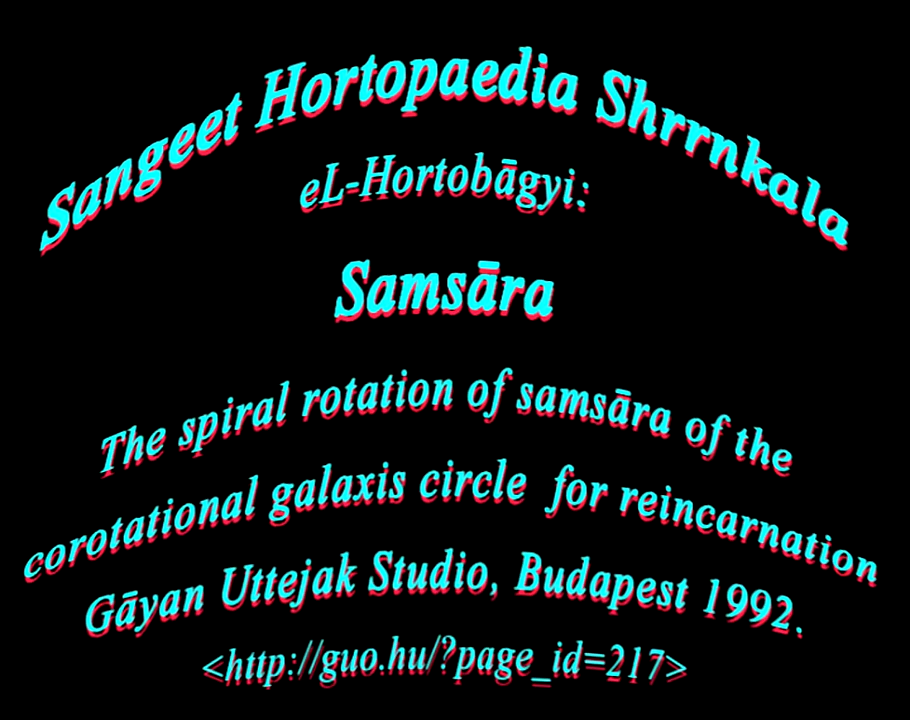 Sangeet Hortopaedia Shrrnkala
eL-Hortobāgyi:
Samsāra
The spiral rotation of samsāra of the
corotational galaxis circle for reincarnation
Gāyan Uttejak Studio, Budapest 1992.
<http://guo.hu/?page_id=217>